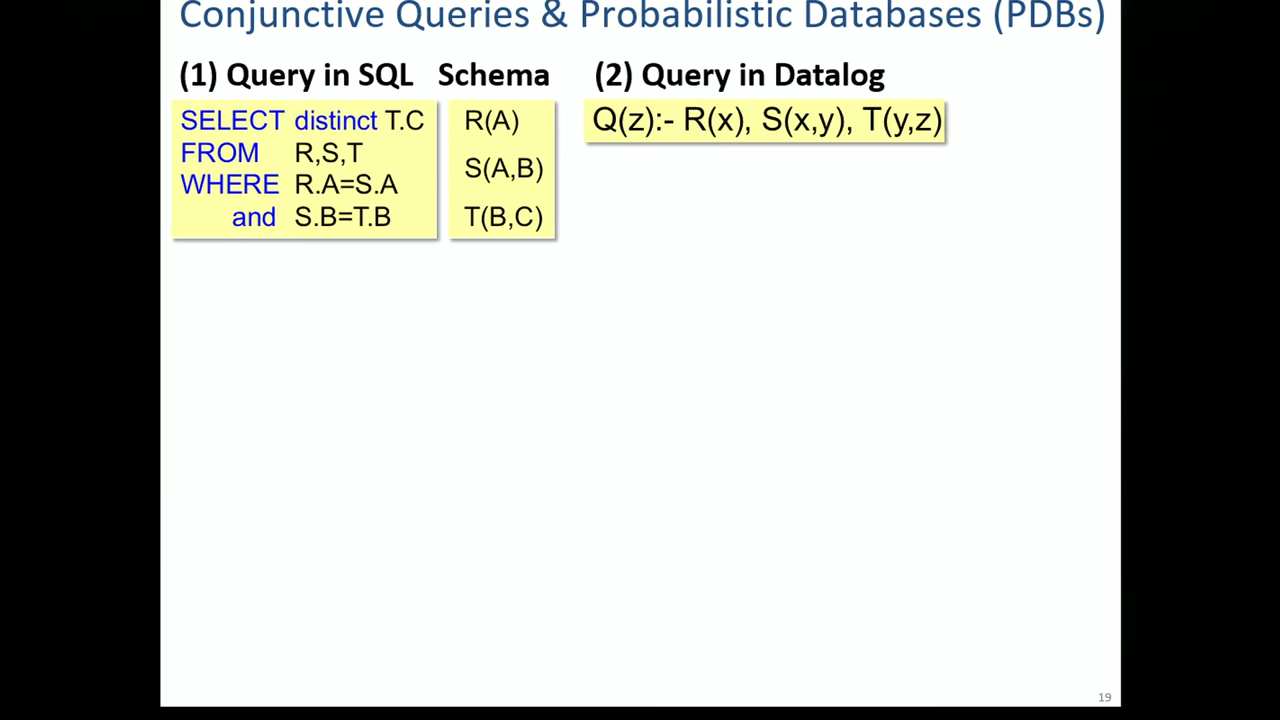 Conjunctive Queries & Probabilistic Databases (PDBs)
(1) Query in SQL
SELECT distinct T.C
FROM R,S,T
WHERE R.A=S.A
and S.B=T.B
Schema
R(A)
S(A,B)
T(B,C)
(2) Query in Datalog
Q(z):- R(x), S(x,y), T(y,z)
19